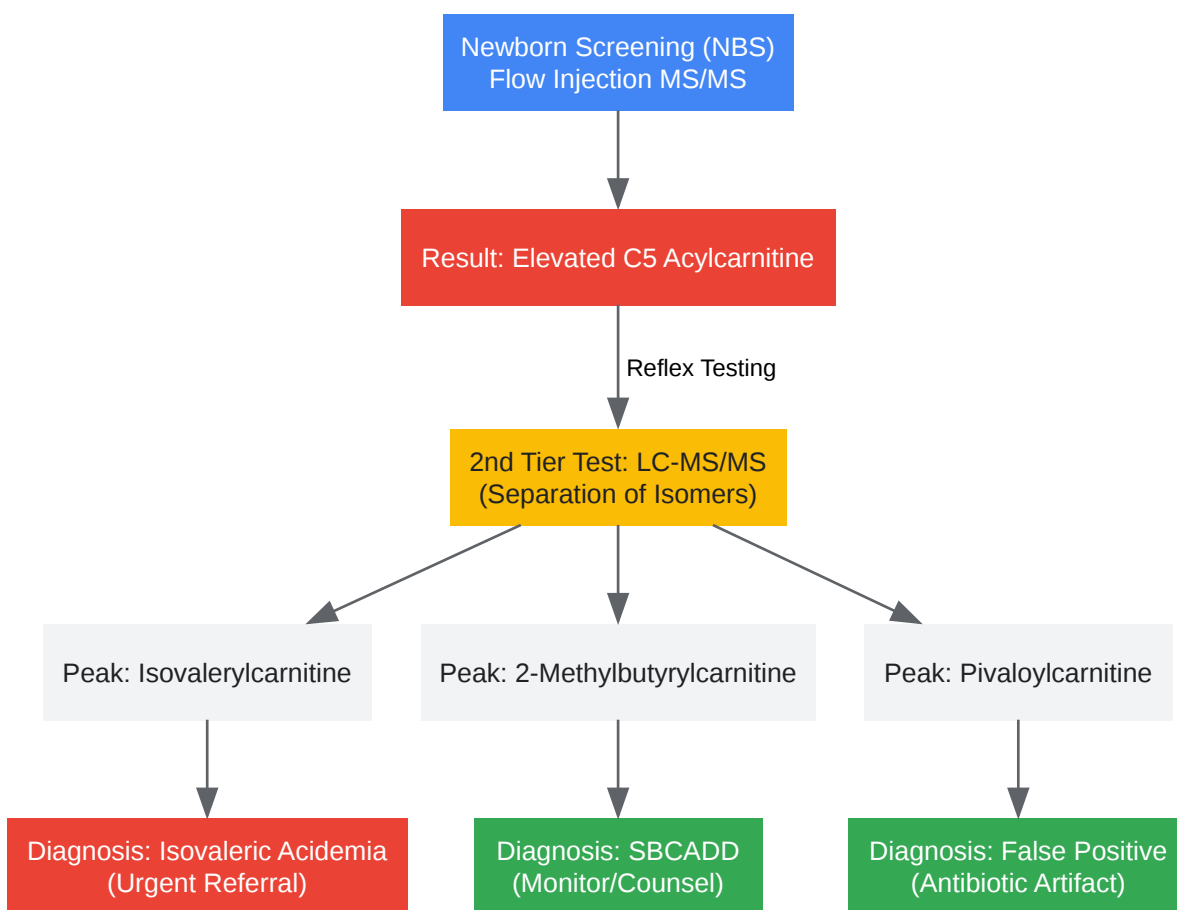 Newborn Screening (NBS)
Flow Injection MS/MS
Result: Elevated C5 Acylcarnitine
Reflex Testing
2nd Tier Test: LC-MS/MS
(Separation of Isomers)
Peak: Isovalerylcarnitine
Peak: 2-Methylbutyrylcarnitine
Peak: Pivaloylcarnitine
Diagnosis: Isovaleric Acidemia
(Urgent Referral)
Diagnosis: SBCADD
(Monitor/Counsel)
Diagnosis: False Positive
(Antibiotic Artifact)